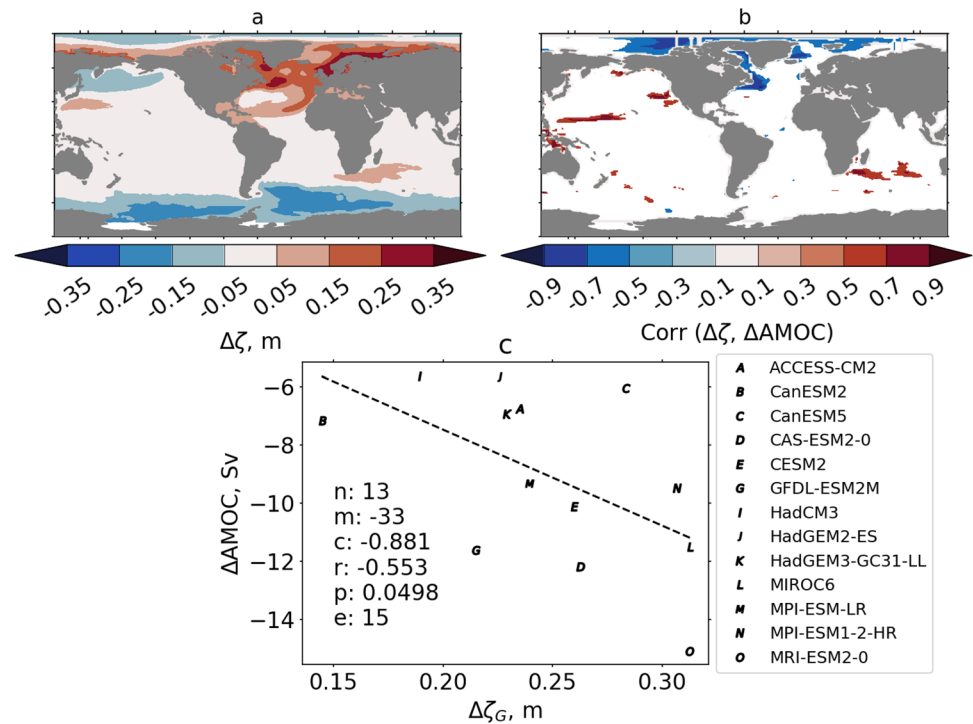 a
b
-0.35 -0.25 -0.15 -0.05 0.05 0.15 0.25 0.35
Δζ, m
-0.9 -0.7 -0.5 -0.3 -0.1 0.1 0.3 0.5 0.7 0.9
Corr (Δζ, ΔAMOC)
c
−6
−8
−10
−12
−14
ΔAMOC, Sv
I J C
B K A
M N
E
G D L
O
n: 13
m: -33
c: -0.881
r: -0.553
p: 0.0498
e: 15
0.15 0.20 0.25 0.30
Δζ_G, m
A ACCESS-CM2
B CanESM2
C CanESM5
D CAS-ESM2-0
E CESM2
G GFDL-ESM2M
I HadCM3
J HadGEM2-ES
K HadGEM3-GC31-LL
L MIROC6
M MPI-ESM-LR
N MPI-ESM1-2-HR
O MRI-ESM2-0